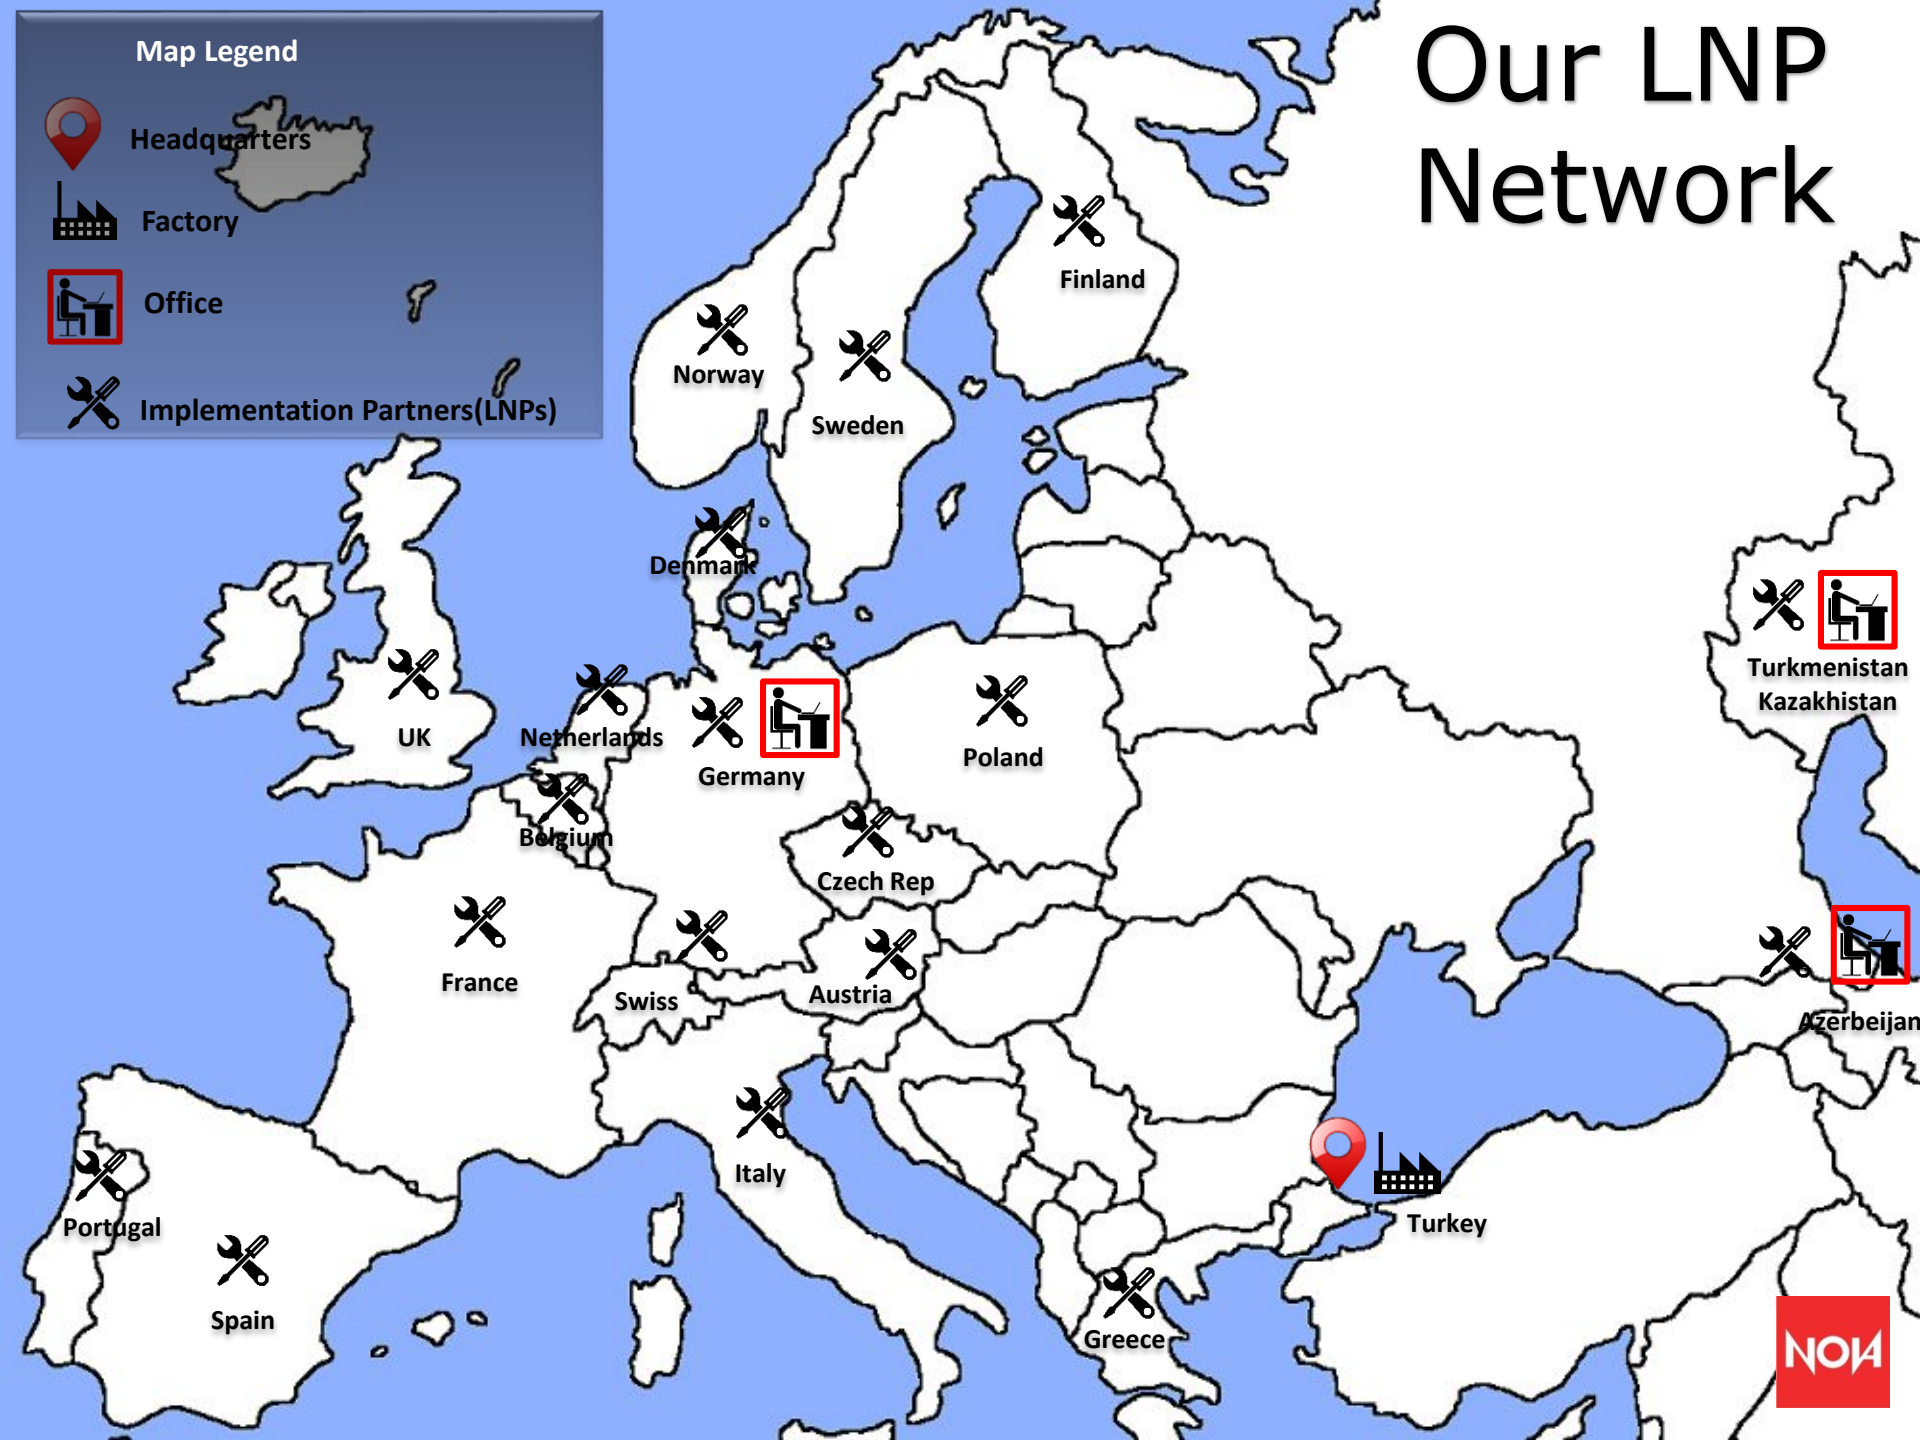 Our LNP
Network
Map Legend
Headquarters
Factory
Office
Implementation Partners(LNPs)
Finland
Norway
Sweden
Denmark
Turkmenistan
Kazakhistan
UK
Netherlands
Germany
Poland
Belgium
Czech Rep
France
Swiss
Austria
Azerbeijan
Italy
Portugal
Turkey
Spain
Greece
NOIA